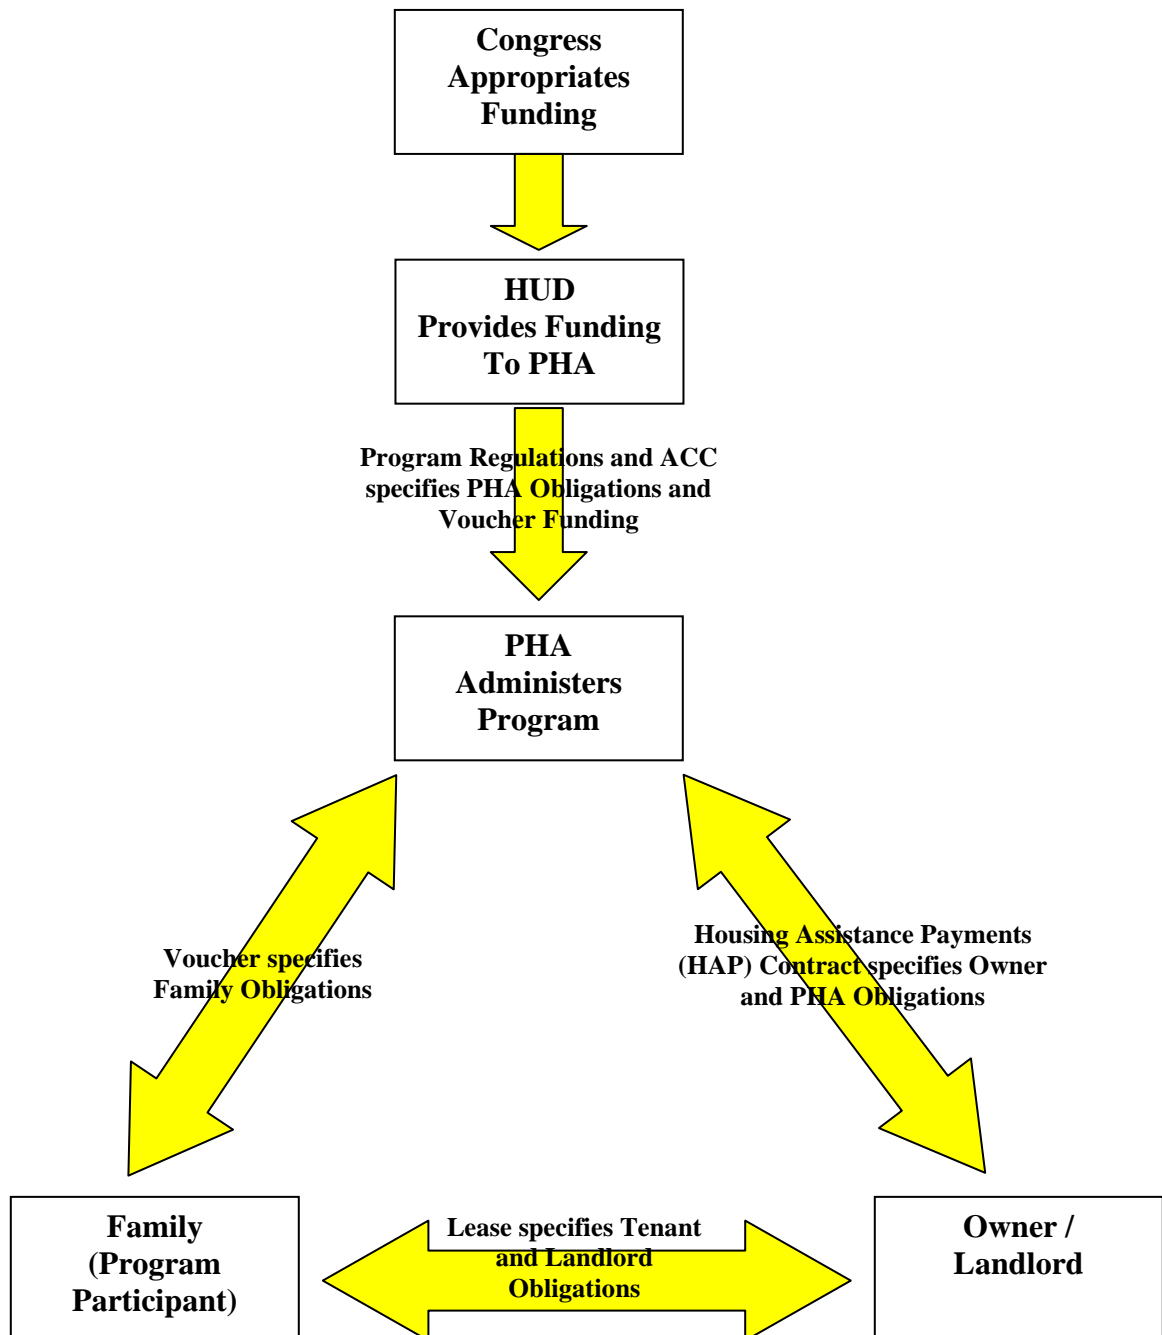 Congress
Appropriates
Funding
HUD
Provides Funding
To PHA
Program Regulations and ACC
specifies PHA Obligations and
Voucher Funding
PHA
Administers
Program
Voucher specifies
Family Obligations
Housing Assistance Payments
(HAP) Contract specifies Owner
and PHA Obligations
Family
(Program
Participant)
Lease specifies Tenant
and Landlord
Obligations
Owner /
Landlord